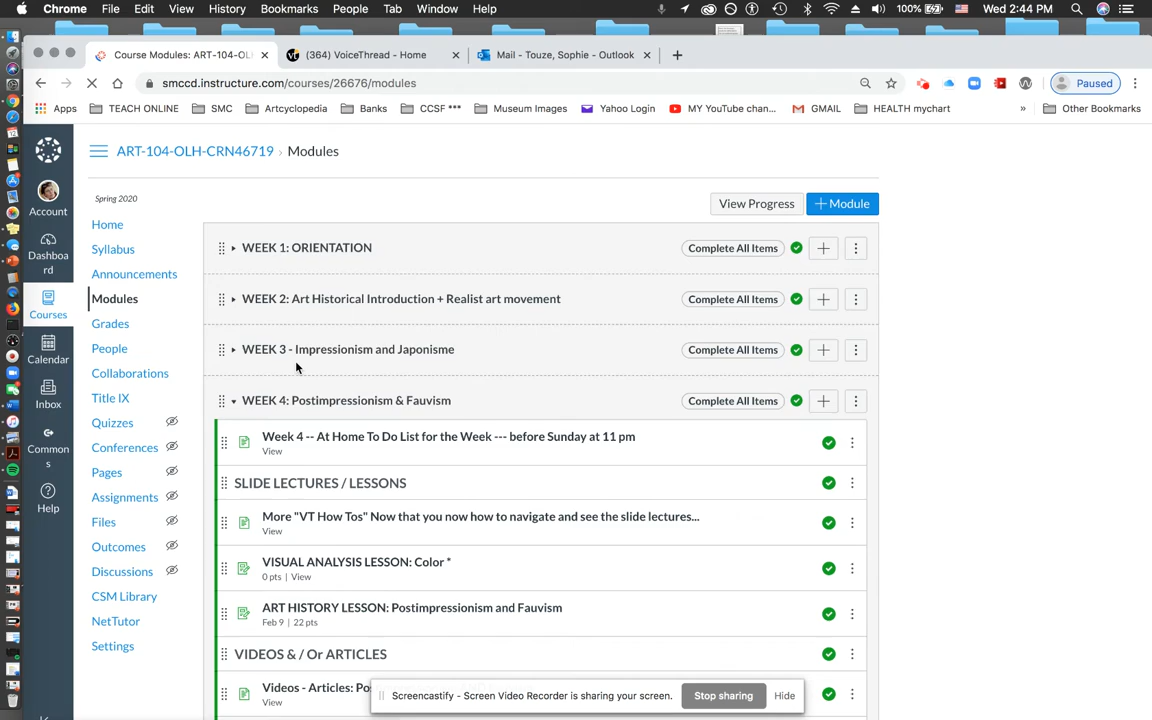 Chrome File Edit View History Bookmarks People Tab Window Help 100% Wed 2:44 PM
Course Modules: ART-104-OL (364) VoiceThread - Home Mail - Touze, Sophie - Outlook
smccd.instructure.com/courses/26676/modules Paused
Apps TEACH ONLINE SMC Artcyclopedia Banks CCSF *** Museum Images Yahoo Login MY YouTube chan... GMAIL HEALTH mychart » Other Bookmarks
ART-104-OLH-CRN46719 › Modules
Spring 2020
View Progress + Module
Account
Dashboa
rd
Courses
Calendar
Inbox
Common
s
Help
Home
Syllabus
Announcements
Modules
Grades
People
Collaborations
Title IX
Quizzes
Conferences
Pages
Assignments
Files
Outcomes
Discussions
CSM Library
NetTutor
Settings
WEEK 1: ORIENTATION Complete All Items
WEEK 2: Art Historical Introduction + Realist art movement Complete All Items
WEEK 3 - Impressionism and Japonisme Complete All Items
WEEK 4: Postimpressionism & Fauvism Complete All Items
Week 4 -- At Home To Do List for the Week --- before Sunday at 11 pm
View
SLIDE LECTURES / LESSONS
More "VT How Tos" Now that you now how to navigate and see the slide lectures...
View
VISUAL ANALYSIS LESSON: Color *
0 pts | View
ART HISTORY LESSON: Postimpressionism and Fauvism
Feb 9 | 22 pts
VIDEOS & / Or ARTICLES
Videos - Articles: Po
View
Screencastify - Screen Video Recorder is sharing your screen. Stop sharing Hide